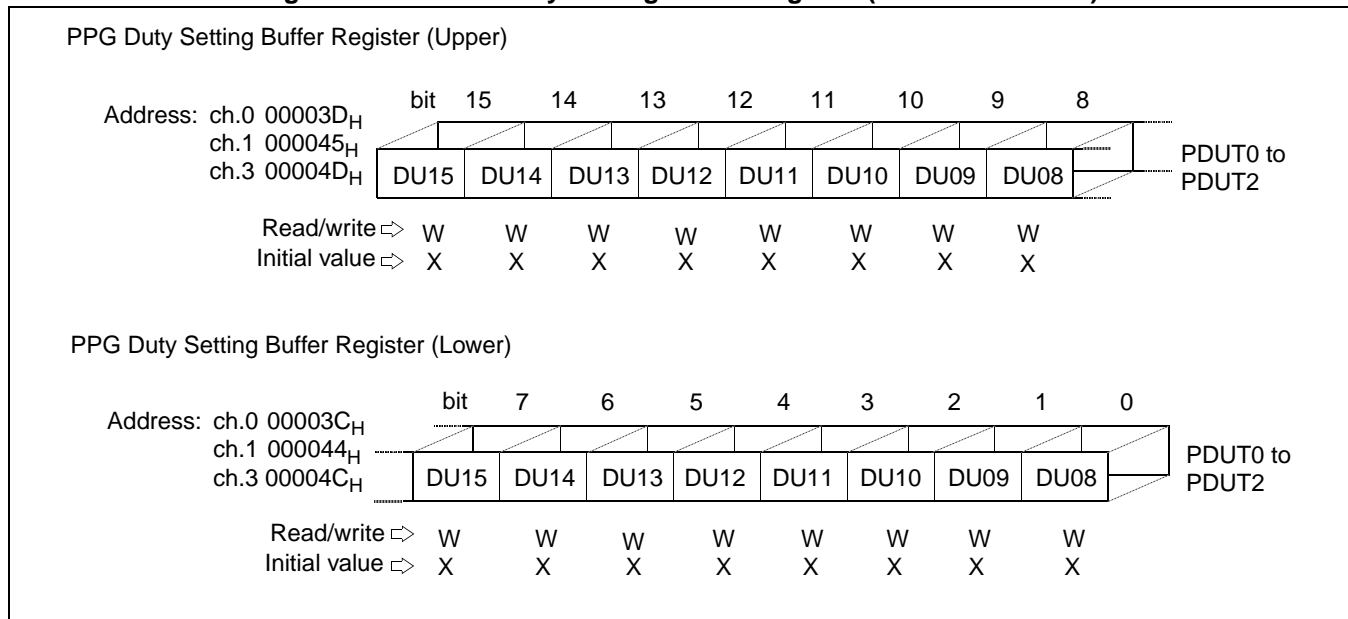 PPG Duty Setting Buffer Register (Upper)
bit 15 14 13 12 11 10 9 8
Address: ch.0 00003DH
ch.1 000045H
ch.3 00004DH
DU15 DU14 DU13 DU12 DU11 DU10 DU09 DU08
PDUT0 to
PDUT2
Read/write ⇨ W W W W W W W W
Initial value ⇨ X X X X X X X X
PPG Duty Setting Buffer Register (Lower)
bit 7 6 5 4 3 2 1 0
Address: ch.0 00003CH
ch.1 000044H
ch.3 00004CH
DU15 DU14 DU13 DU12 DU11 DU10 DU09 DU08
PDUT0 to
PDUT2
Read/write ⇨ W W W W W W W W
Initial value ⇨ X X X X X X X X